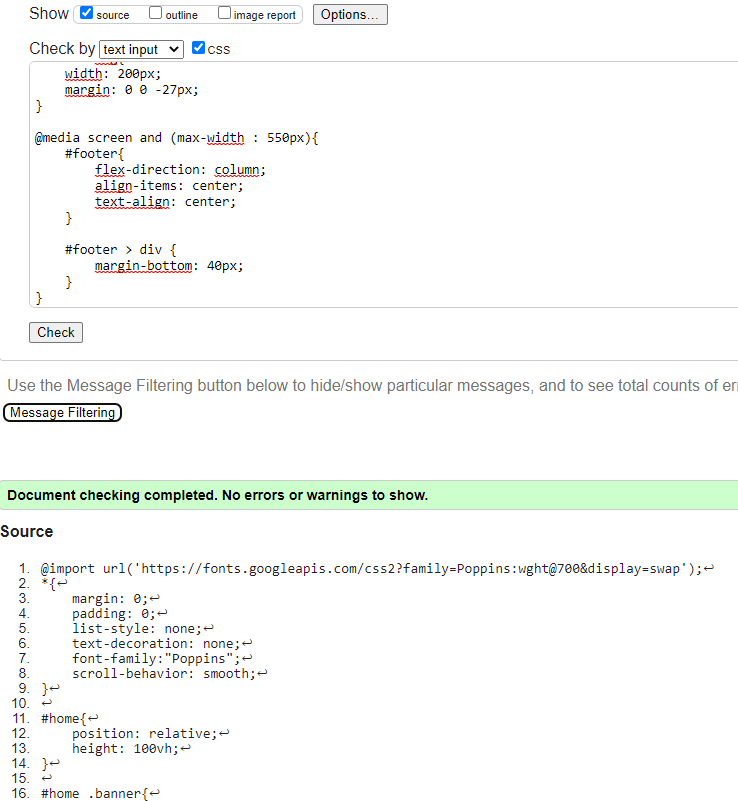 Show source outline image report Options...
Check by text input css
width: 200px;
margin: 0 0 -27px;
}
@media screen and (max-width : 550px){
#footer{
flex-direction: column;
align-items: center;
text-align: center;
}
#footer > div {
margin-bottom: 40px;
}
}
Check
Use the Message Filtering button below to hide/show particular messages, and to see total counts of
Message Filtering
Document checking completed. No errors or warnings to show.
Source
1. @import url('https://fonts.googleapis.com/css2?family=Poppins:wght@700&display=swap');↩
2. *{↩
3. margin: 0;↩
4. padding: 0;↩
5. list-style: none;↩
6. text-decoration: none;↩
7. font-family:"Poppins";↩
8. scroll-behavior: smooth;↩
9. }↩
10. ↩
11. #home{↩
12. position: relative;↩
13. height: 100vh;↩
14. }↩
15. ↩
16. #home .banner{↩